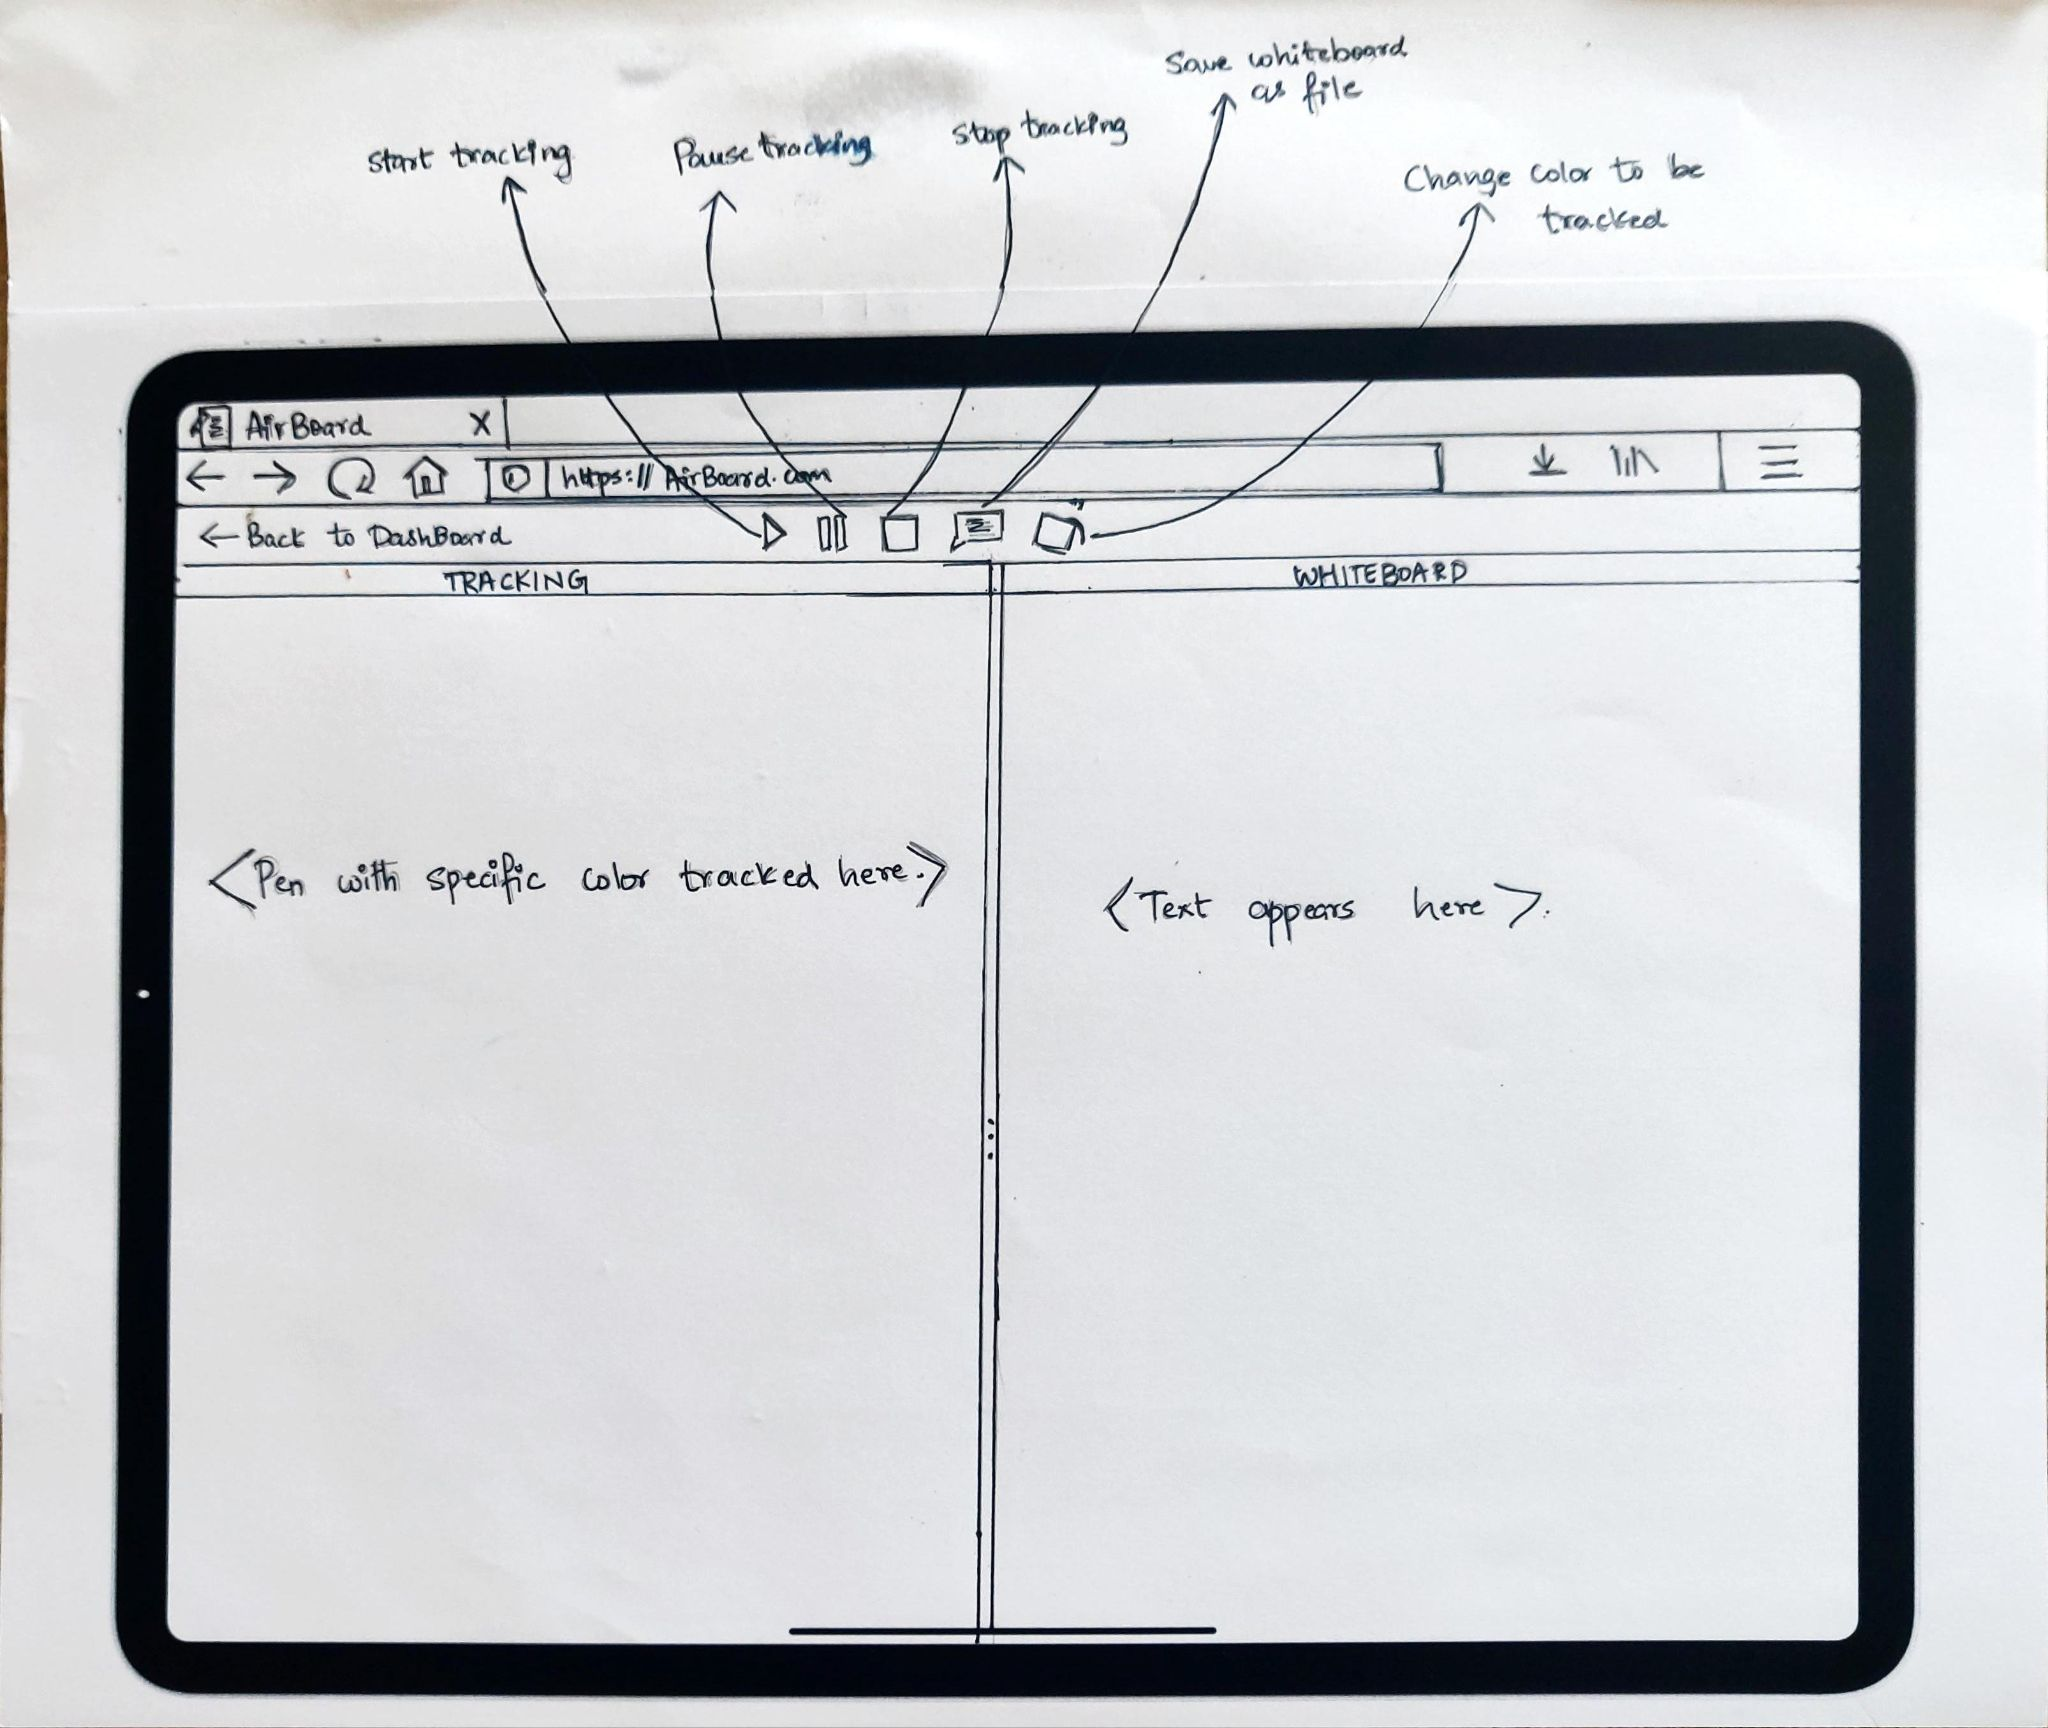 Save whiteboard
as file
Start tracking
Pause tracking
Stop tracking
Change color to be
tracked
AirBoard X
https:// AirBoard.com
← Back to DashBoard
TRACKING
WHITEBOARD
<Pen with specific color tracked here.>
<Text appears here>.